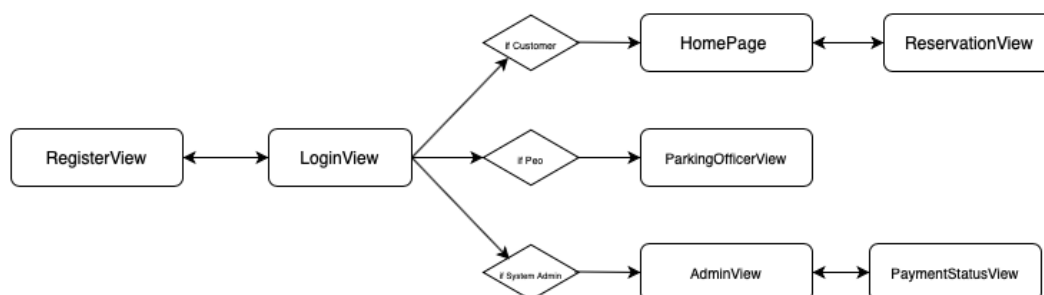 if Customer
HomePage
ReservationView
RegisterView
LoginView
if Peo
ParkingOfficerView
if System Admin
AdminView
PaymentStatusView